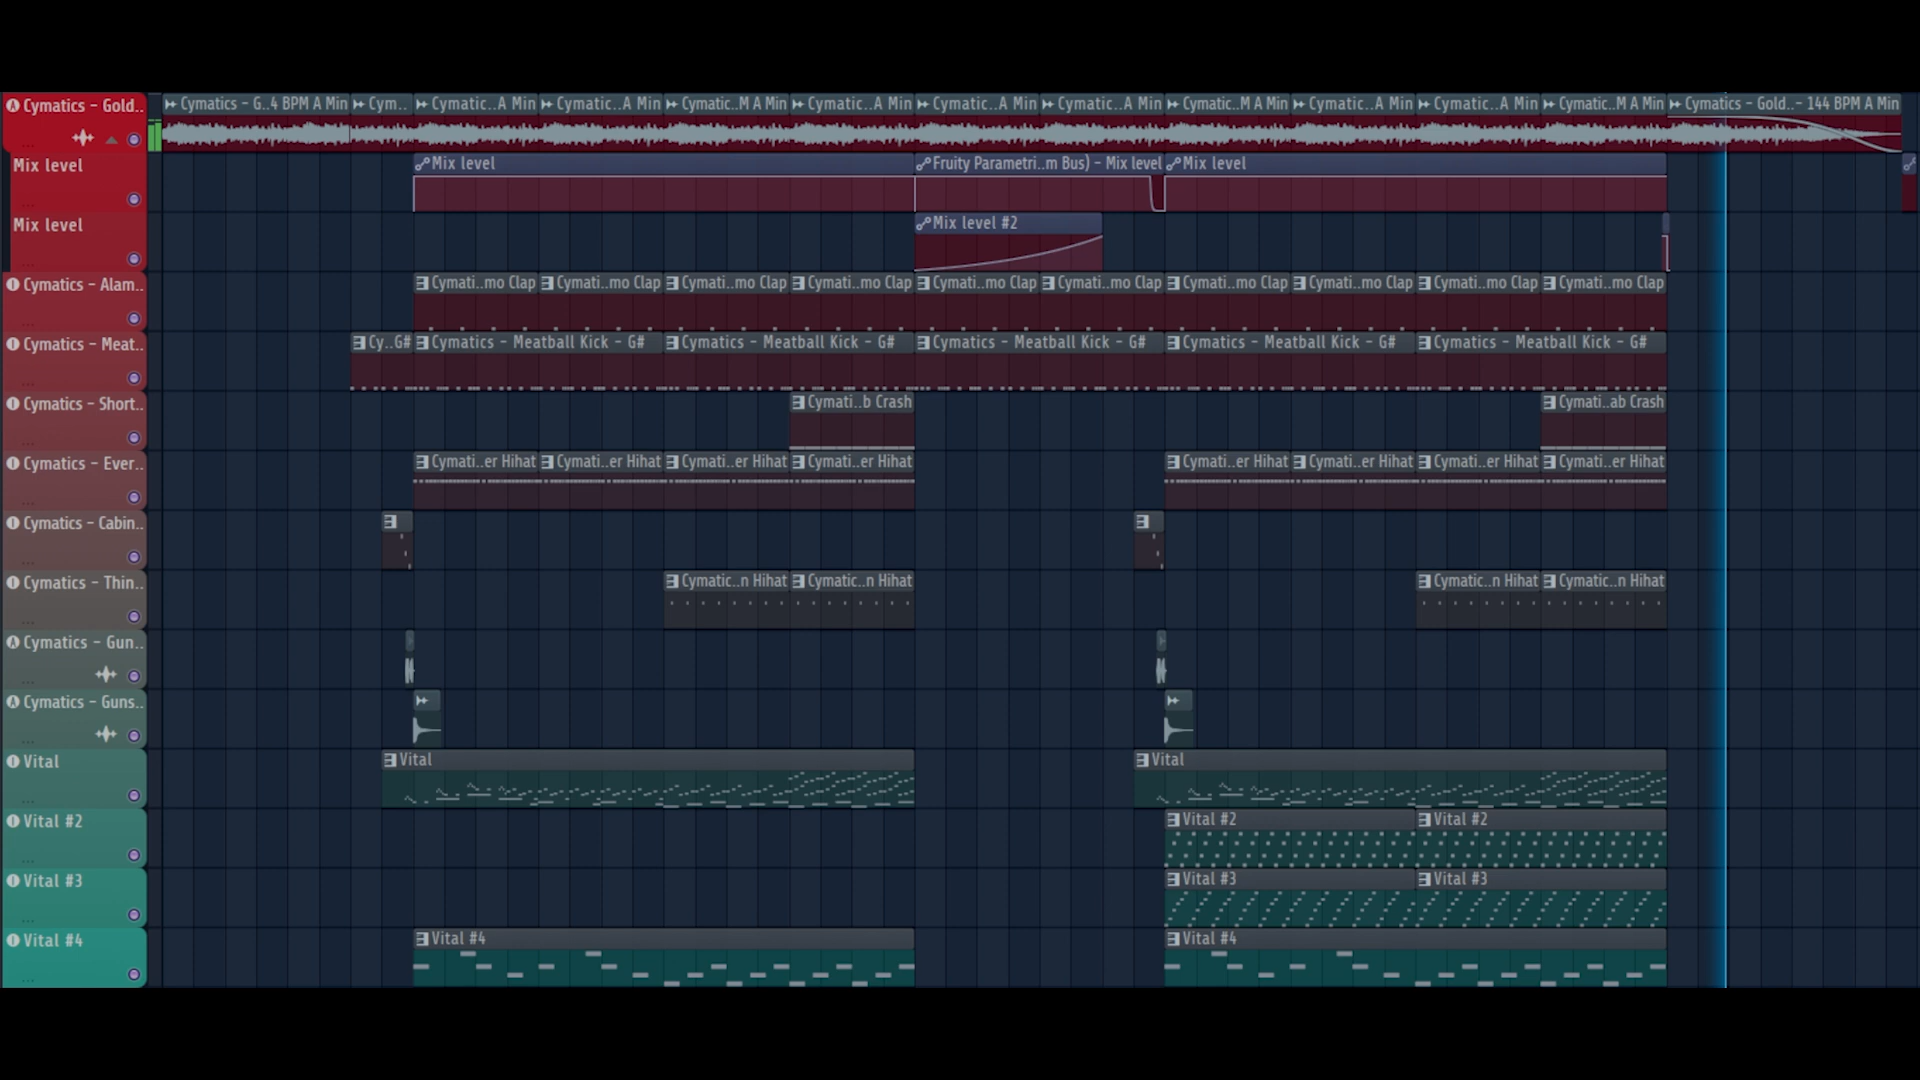 Cymatics - Gold..
Cymatics - G..4 BPM A Min
Cym..
Cymatic..A Min
Cymatic..A Min
Cymatic..M A Min
Cymatic..A Min
Cymatic..A Min
Cymatic..A Min
Cymatic..M A Min
Cymatic..A Min
Cymatic..A Min
Cymatic..M A Min
Cymatics - Gold..- 144 BPM A Min
...
Mix level
Mix level
Fruity Parametri..m Bus) - Mix level
Mix level
...
Mix level
Mix level #2
...
Cymatics - Alam..
Cymati..mo Clap
Cymati..mo Clap
Cymati..mo Clap
Cymati..mo Clap
Cymati..mo Clap
Cymati..mo Clap
Cymati..mo Clap
Cymati..mo Clap
Cymati..mo Clap
Cymati..mo Clap
...
Cymatics - Meat..
Cy..G#
Cymatics - Meatball Kick - G#
Cymatics - Meatball Kick - G#
Cymatics - Meatball Kick - G#
Cymatics - Meatball Kick - G#
Cymatics - Meatball Kick - G#
...
Cymatics - Short..
Cymati..b Crash
Cymati..ab Crash
...
Cymatics - Ever..
Cymati..er Hihat
Cymati..er Hihat
Cymati..er Hihat
Cymati..er Hihat
Cymati..er Hihat
Cymati..er Hihat
Cymati..er Hihat
Cymati..er Hihat
...
Cymatics - Cabin..
...
Cymatics - Thin..
Cymatic..n Hihat
Cymatic..n Hihat
Cymatic..n Hihat
Cymatic..n Hihat
...
Cymatics - Gun..
...
Cymatics - Guns..
...
Vital
Vital
Vital
...
Vital #2
Vital #2
Vital #2
...
Vital #3
Vital #3
Vital #3
...
Vital #4
Vital #4
Vital #4
...